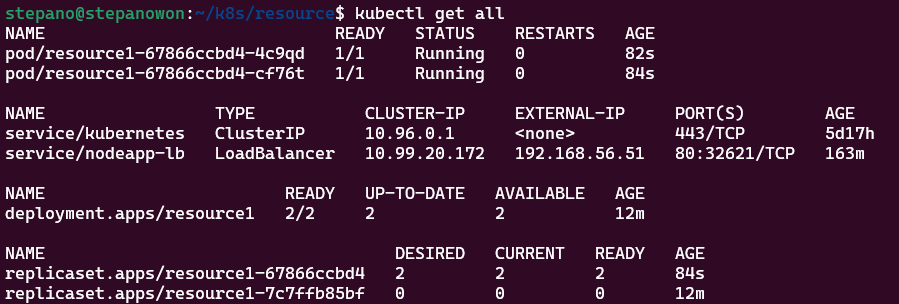 stepano@stepanowon:~/k8s/resource$ kubectl get all
NAME READY STATUS RESTARTS AGE
pod/resource1-67866ccbd4-4c9qd 1/1 Running 0 82s
pod/resource1-67866ccbd4-cf76t 1/1 Running 0 84s
NAME TYPE CLUSTER-IP EXTERNAL-IP PORT(S) AGE
service/kubernetes ClusterIP 10.96.0.1 <none> 443/TCP 5d17h
service/nodeapp-lb LoadBalancer 10.99.20.172 192.168.56.51 80:32621/TCP 163m
NAME READY UP-TO-DATE AVAILABLE AGE
deployment.apps/resource1 2/2 2 2 12m
NAME DESIRED CURRENT READY AGE
replicaset.apps/resource1-67866ccbd4 2 2 2 84s
replicaset.apps/resource1-7c7ffb85bf 0 0 0 12m